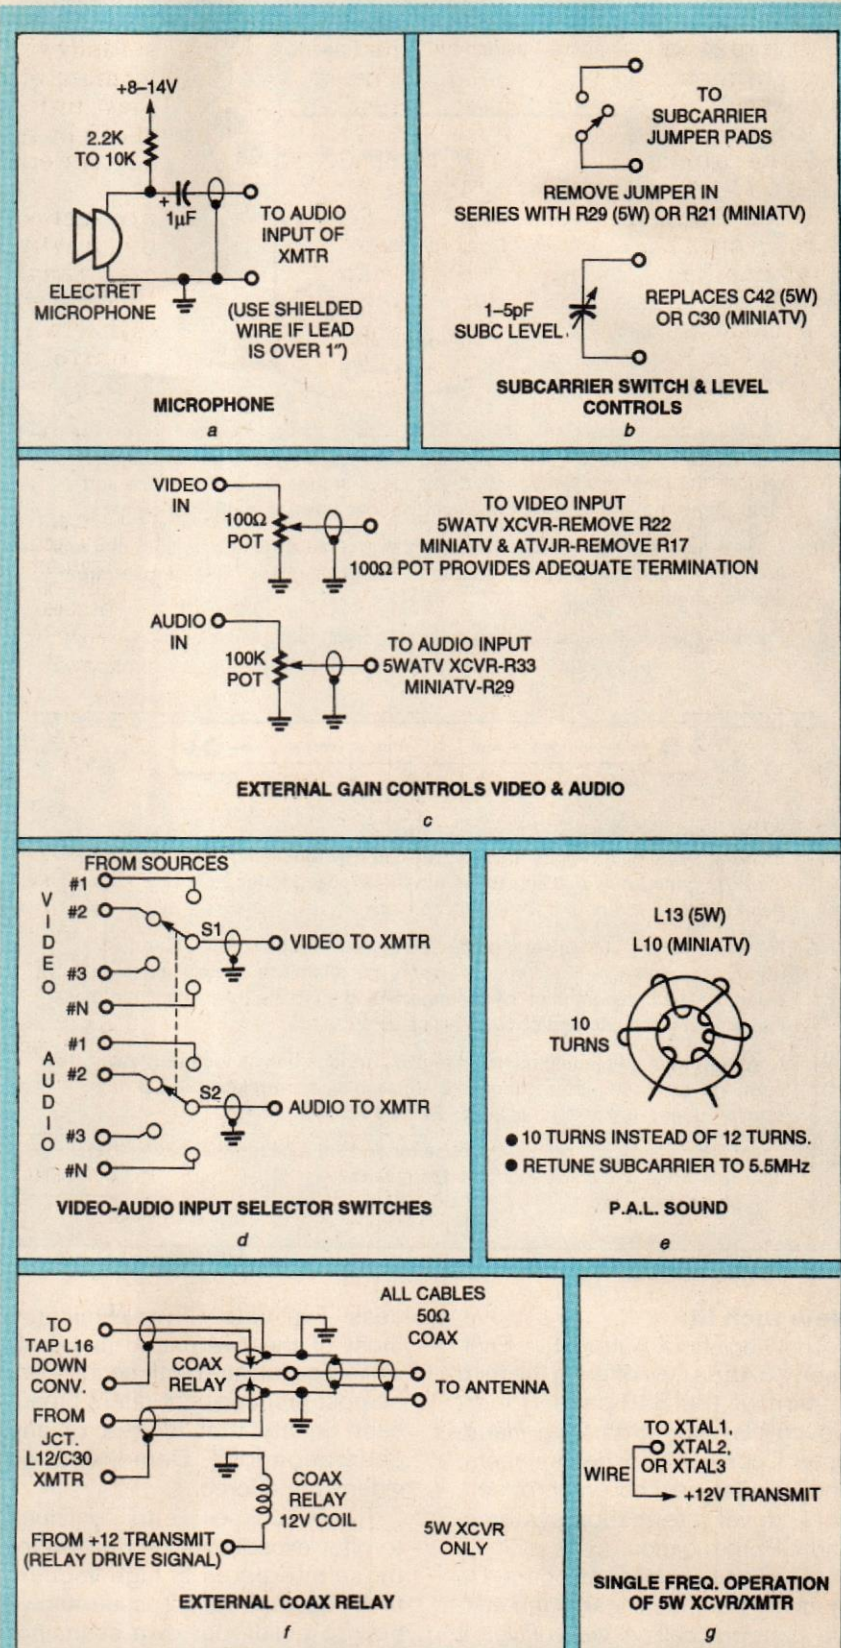 +8–14V
2.2K
TO 10K
+
1µF
TO AUDIO
INPUT OF
XMTR
ELECTRET
MICROPHONE
(USE SHIELDED
WIRE IF LEAD
IS OVER 1″)
MICROPHONE
a
TO
SUBCARRIER
JUMPER PADS
REMOVE JUMPER IN
SERIES WITH R29 (5W) OR R21 (MINIATV)
1–5pF
SUBC LEVEL
REPLACES C42 (5W)
OR C30 (MINIATV)
SUBCARRIER SWITCH & LEVEL
CONTROLS
b
VIDEO
IN
100Ω
POT
TO VIDEO INPUT
5WATV XCVR-REMOVE R22
MINIATV & ATVJR-REMOVE R17
100Ω POT PROVIDES ADEQUATE TERMINATION
AUDIO
IN
100K
POT
TO AUDIO INPUT
5WATV XCVR-R33
MINIATV-R29
EXTERNAL GAIN CONTROLS VIDEO & AUDIO
c
FROM SOURCES
VIDEO
#1
#2
#3
#N
S1
VIDEO TO XMTR
AUDIO
#1
#2
#3
#N
S2
AUDIO TO XMTR
VIDEO-AUDIO INPUT SELECTOR SWITCHES
d
L13 (5W)
L10 (MINIATV)
10
TURNS
● 10 TURNS INSTEAD OF 12 TURNS.
● RETUNE SUBCARRIER TO 5.5MHz
P.A.L. SOUND
e
TO
TAP L16
DOWN
CONV.
FROM
JCT.
L12/C30
XMTR
COAX
RELAY
ALL CABLES
50Ω
COAX
TO ANTENNA
COAX
RELAY
12V COIL
FROM +12 TRANSMIT
(RELAY DRIVE SIGNAL)
5W XCVR
ONLY
EXTERNAL COAX RELAY
f
TO XTAL1,
XTAL2,
OR XTAL3
WIRE
+12V TRANSMIT
SINGLE FREQ. OPERATION
OF 5W XCVR/XMTR
g